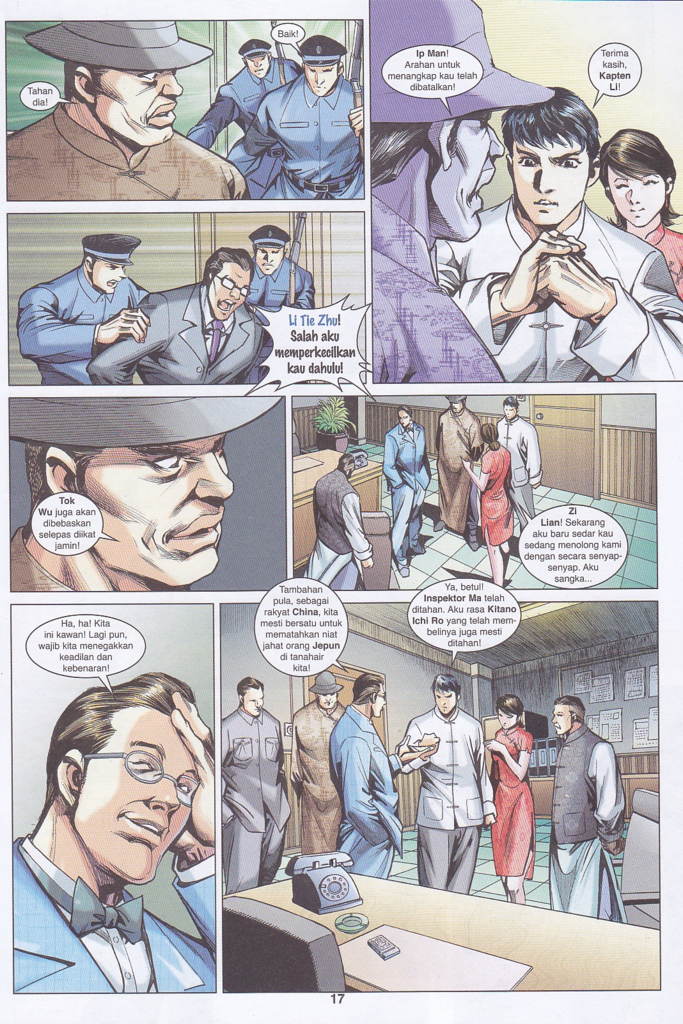 Tahan
dia!
Baik!
Ip Man!
Arahan untuk
menangkap kau telah
dibatalkan!
Terima
kasih,
Kapten
Li!
Li Tie Zhu!
Salah aku
memperkecilkan
kau dahulu!
Tok
Wu juga akan
dibebaskan
selepas diikat
jamin!
Zi
Lian! Sekarang
aku baru sedar kau
sedang menolong kami
dengan secara senyap-
senyap. Aku
sangka...
Ha, ha! Kita
ini kawan! Lagi pun,
wajib kita menegakkan
keadilan dan
kebenaran!
Tambahan
pula, sebagai
rakyat China, kita
mesti bersatu untuk
mematahkan niat
jahat orang Jepun
di tanahair
kita!
Ya, betul!
Inspektor Ma telah
ditahan. Aku rasa Kitano
Ichi Ro yang telah mem-
belinya juga mesti
ditahan!
17